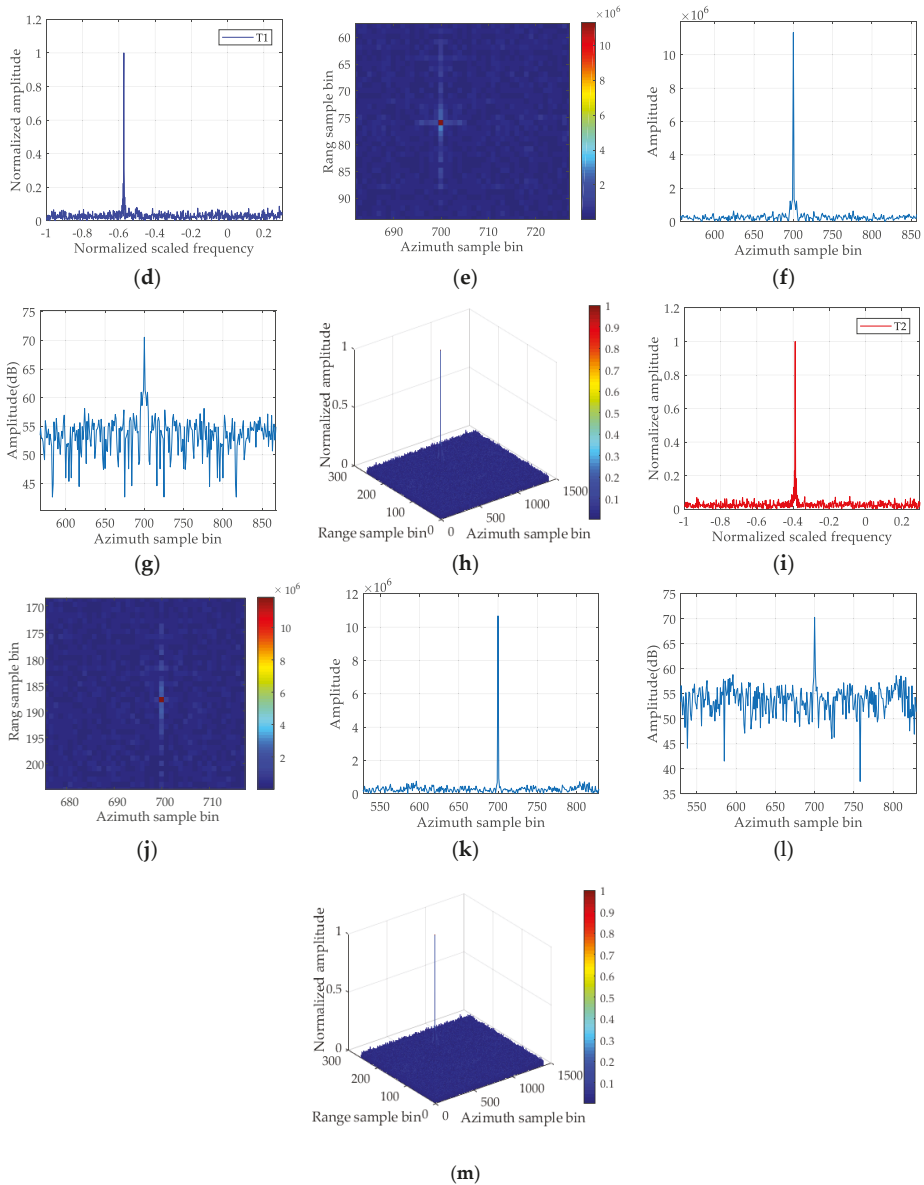 1.2
1
0.8
0.6
0.4
0.2
0
Normalized amplitude
T1
-1 -0.8 -0.6 -0.4 -0.2 0 0.2
Normalized scaled frequency
(d)
× 10⁶
60
65
70
75
80
85
90
Rang sample bin
690 700 710 720
Azimuth sample bin
10
8
6
4
2
(e)
× 10⁶
10
8
6
4
2
0
Amplitude
600 650 700 750 800 850
Azimuth sample bin
(f)
75
70
65
60
55
50
45
Amplitude(dB)
600 650 700 750 800 850
Azimuth sample bin
(g)
1
0.5
0
Normalized amplitude
300
200
100
0
Range sample bin
0
500
1000
1500
Azimuth sample bin
1
0.9
0.8
0.7
0.6
0.5
0.4
0.3
0.2
0.1
(h)
1.2
1
0.8
0.6
0.4
0.2
0
Normalized amplitude
T2
-1 -0.8 -0.6 -0.4 -0.2 0 0.2
Normalized scaled frequency
(i)
× 10⁶
170
175
180
185
190
195
200
Rang sample bin
680 690 700 710
Azimuth sample bin
10
8
6
4
2
(j)
× 10⁶
12
10
8
6
4
2
0
Amplitude
550 600 650 700 750 800
Azimuth sample bin
(k)
75
70
65
60
55
50
45
40
35
Amplitude(dB)
550 600 650 700 750 800
Azimuth sample bin
(l)
1
0.5
0
Normalized amplitude
300
200
100
0
Range sample bin
0
500
1000
1500
Azimuth sample bin
1
0.9
0.8
0.7
0.6
0.5
0.4
0.3
0.2
0.1
(m)